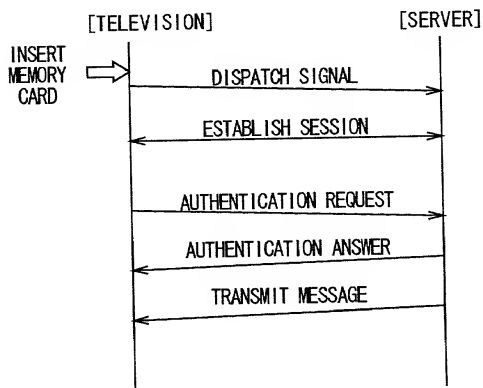 [TELEVISION]
[SERVER]
INSERT
MEMORY
CARD
DISPATCH SIGNAL
ESTABLISH SESSION
AUTHENTICATION REQUEST
AUTHENTICATION ANSWER
TRANSMIT MESSAGE